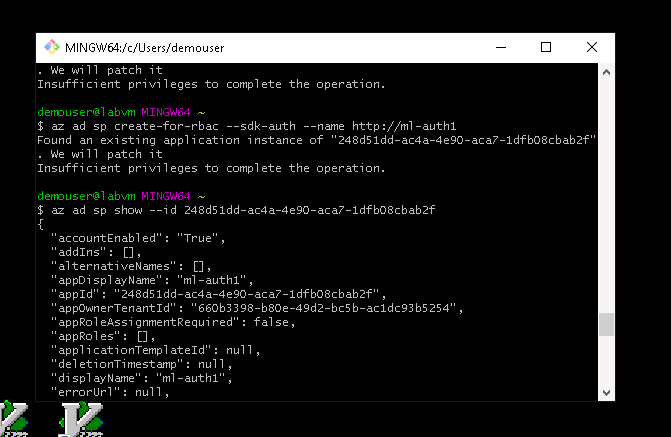 MINGW64:/c/Users/demouser
. We will patch it
Insufficient privileges to complete the operation.
demouser@labvm MINGW64 ~
$ az ad sp create-for-rbac --sdk-auth --name http://ml-auth1
Found an existing application instance of "248d51dd-ac4a-4e90-aca7-1dfb08cbab2f"
. We will patch it
Insufficient privileges to complete the operation.
demouser@labvm MINGW64 ~
$ az ad sp show --id 248d51dd-ac4a-4e90-aca7-1dfb08cbab2f
{
  "accountEnabled": "True",
  "addIns": [],
  "alternativeNames": [],
  "appDisplayName": "ml-auth1",
  "appId": "248d51dd-ac4a-4e90-aca7-1dfb08cbab2f",
  "appOwnerTenantId": "660b3398-b80e-49d2-bc5b-ac1dc93b5254",
  "appRoleAssignmentRequired": false,
  "appRoles": [],
  "applicationTemplateId": null,
  "deletionTimestamp": null,
  "displayName": "ml-auth1",
  "errorUrl": null,